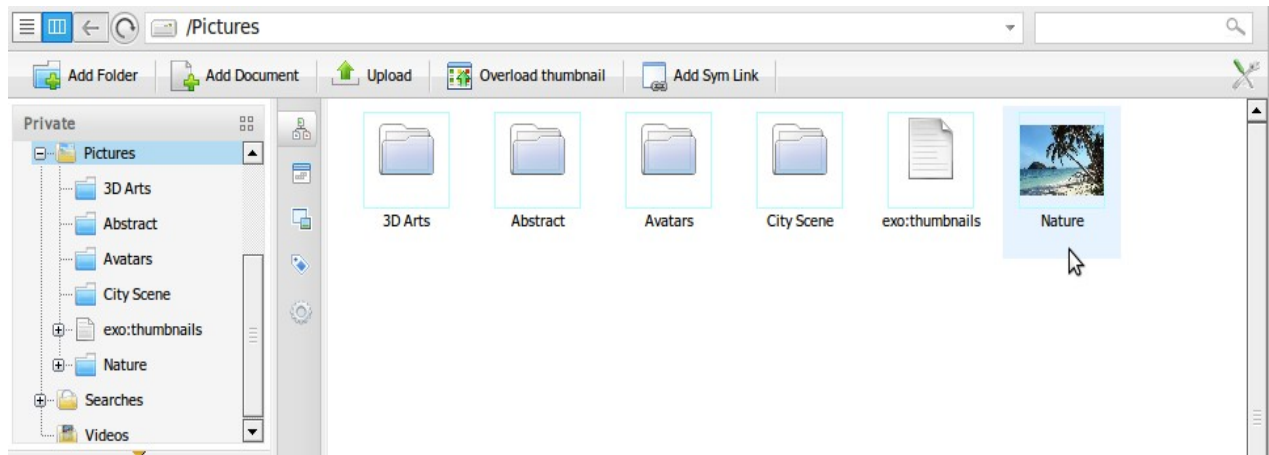 /Pictures
Add Folder
Add Document
Upload
Overload thumbnail
Add Sym Link
Private
Pictures
3D Arts
Abstract
Avatars
City Scene
exo:thumbnails
Nature
Searches
Videos
3D Arts
Abstract
Avatars
City Scene
exo:thumbnails
Nature